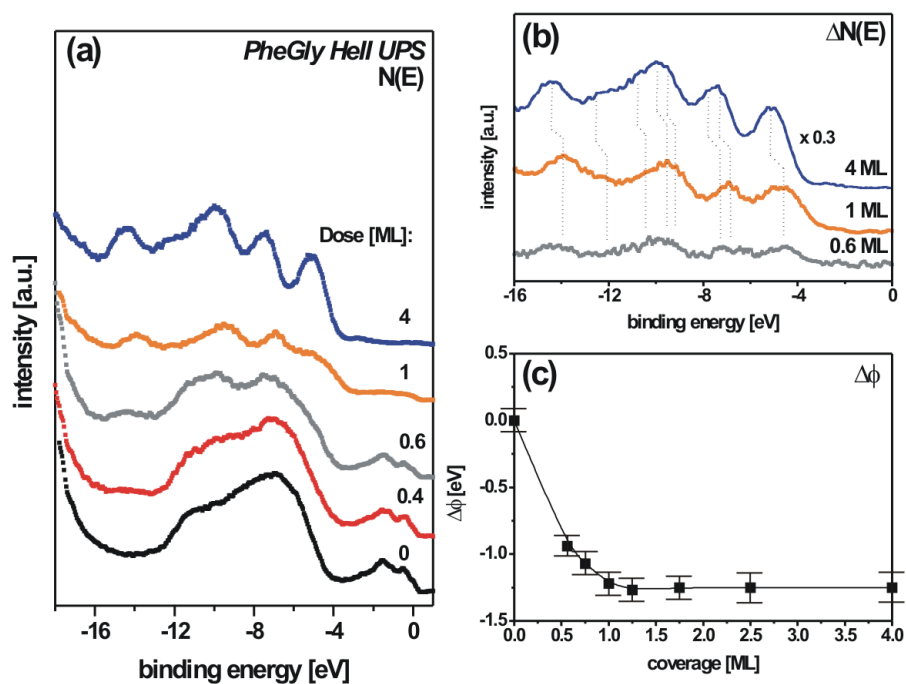 (a)
PheGly HeII UPS
N(E)
Dose [ML]:
4
1
0.6
0.4
0
intensity [a.u.]
-16 -12 -8 -4 0
binding energy [eV]
(b)
ΔN(E)
x 0.3
4 ML
1 ML
0.6 ML
intensity [a.u.]
-16 -12 -8 -4 0
binding energy [eV]
(c)
Δϕ
0.5
0.0
-0.5
-1.0
-1.5
Δϕ [eV]
0.0 0.5 1.0 1.5 2.0 2.5 3.0 3.5 4.0
coverage [ML]